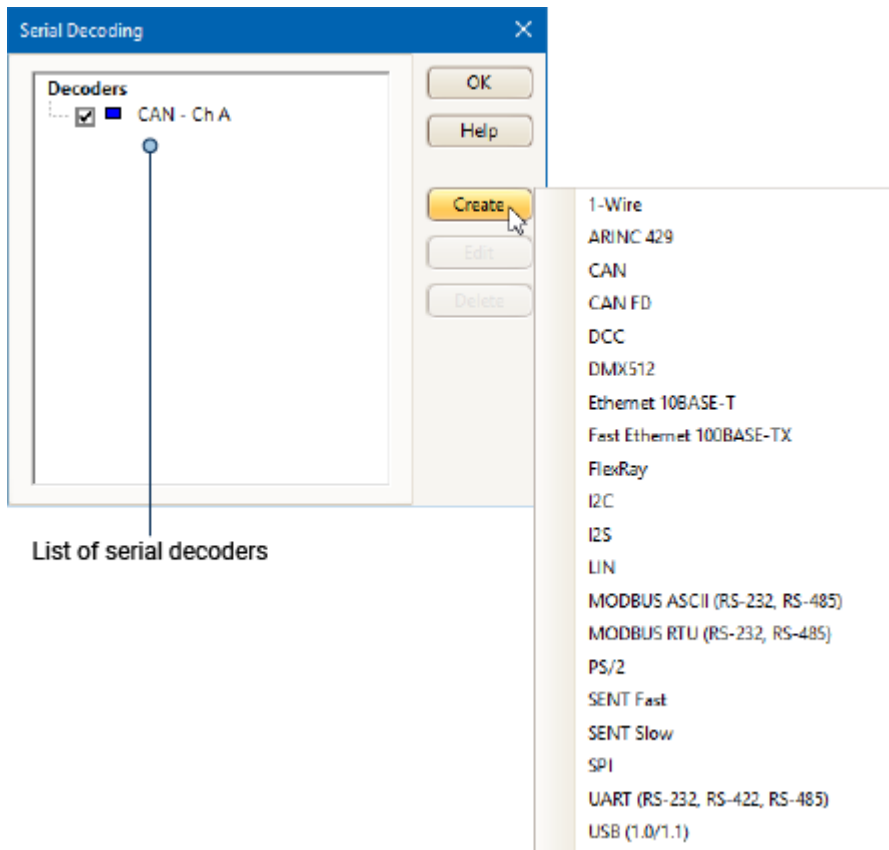 Serial Decoding
Decoders
CAN - Ch A
OK
Help
Create
Edit
Delete
1-Wire
ARINC 429
CAN
CAN FD
DCC
DMX512
Ethernet 10BASE-T
Fast Ethernet 100BASE-TX
FlexRay
I2C
I2S
LIN
MODBUS ASCII (RS-232, RS-485)
MODBUS RTU (RS-232, RS-485)
PS/2
SENT Fast
SENT Slow
SPI
UART (RS-232, RS-422, RS-485)
USB (1.0/1.1)
List of serial decoders